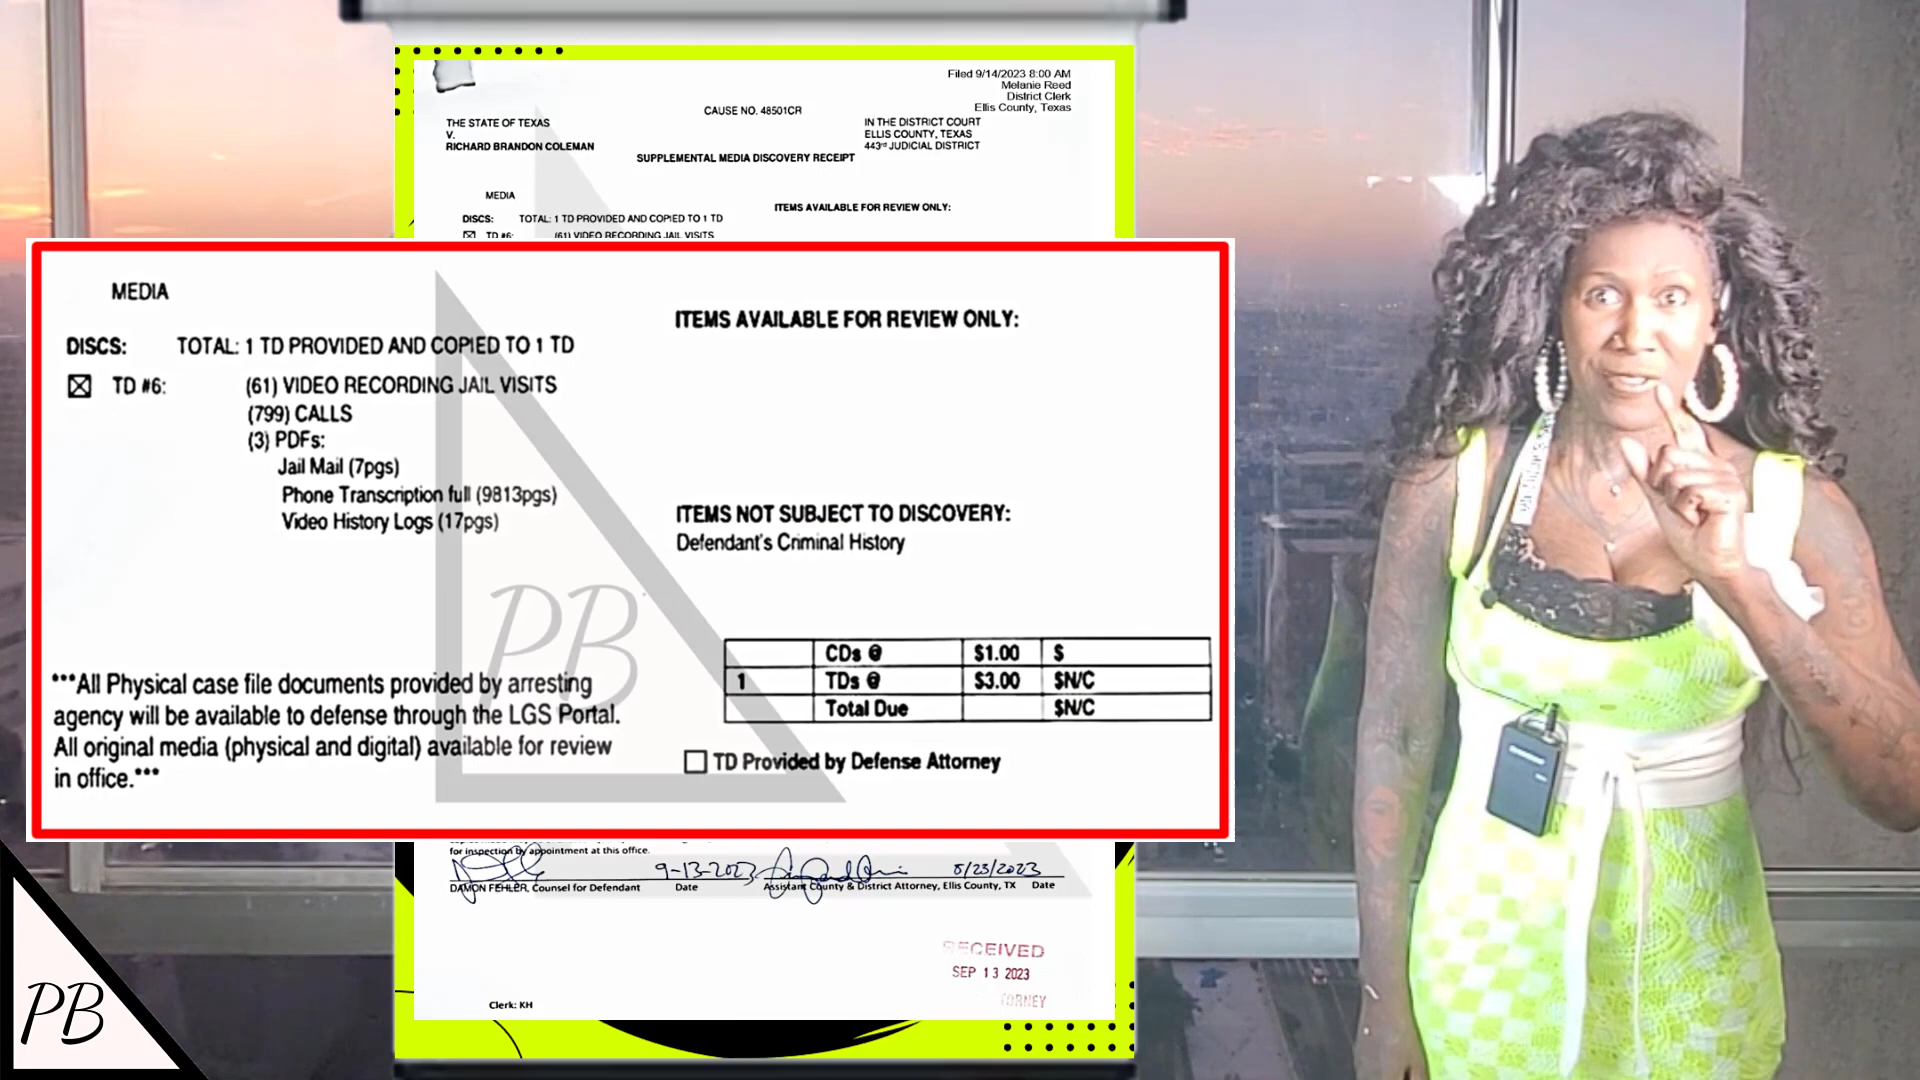 Filed 9/14/2023 8:00 AM
Melanie Reed
District Clerk
Ellis County, Texas
CAUSE NO. 48501CR
THE STATE OF TEXAS
V.
RICHARD BRANDON COLEMAN
IN THE DISTRICT COURT
ELLIS COUNTY, TEXAS
443rd JUDICIAL DISTRICT
SUPPLEMENTAL MEDIA DISCOVERY RECEIPT
MEDIA
ITEMS AVAILABLE FOR REVIEW ONLY:
DISCS: TOTAL: 1 TD PROVIDED AND COPIED TO 1 TD
TD #6: (61) VIDEO RECORDING JAIL VISITS
MEDIA
ITEMS AVAILABLE FOR REVIEW ONLY:
DISCS: TOTAL: 1 TD PROVIDED AND COPIED TO 1 TD
TD #6: (61) VIDEO RECORDING JAIL VISITS
(799) CALLS
(3) PDFs:
Jail Mail (7pgs)
Phone Transcription full (9813pgs)
Video History Logs (17pgs)
ITEMS NOT SUBJECT TO DISCOVERY:
Defendant's Criminal History
PB
CDs @ $1.00 $
1 TDs @ $3.00 $N/C
Total Due $N/C
***All Physical case file documents provided by arresting
agency will be available to defense through the LGS Portal.
All original media (physical and digital) available for review
in office.***
TD Provided by Defense Attorney
for inspection by appointment at this office.
9-13-2023
8/23/2023
DAMON FEHLER, Counsel for Defendant Date
Assistant County & District Attorney, Ellis County, TX Date
RECEIVED
SEP 13 2023
Clerk: KH
PB